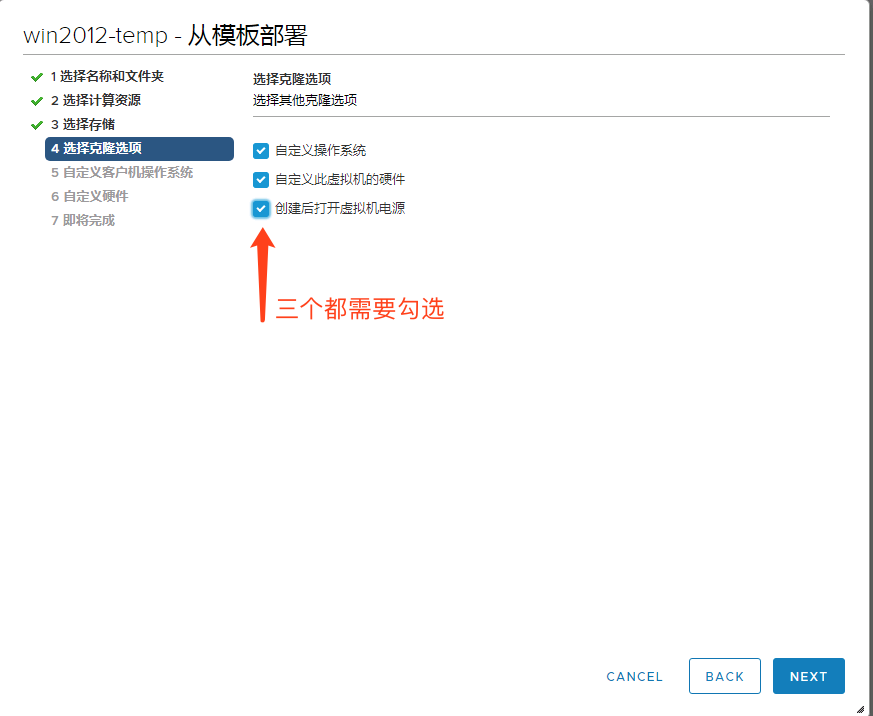 win2012-temp - 从模板部署
1 选择名称和文件夹
2 选择计算资源
3 选择存储
4 选择克隆选项
5 自定义客户机操作系统
6 自定义硬件
7 即将完成
选择克隆选项
选择其他克隆选项
自定义操作系统
自定义此虚拟机的硬件
创建后打开虚拟机电源
三个都需要勾选
CANCEL
BACK
NEXT